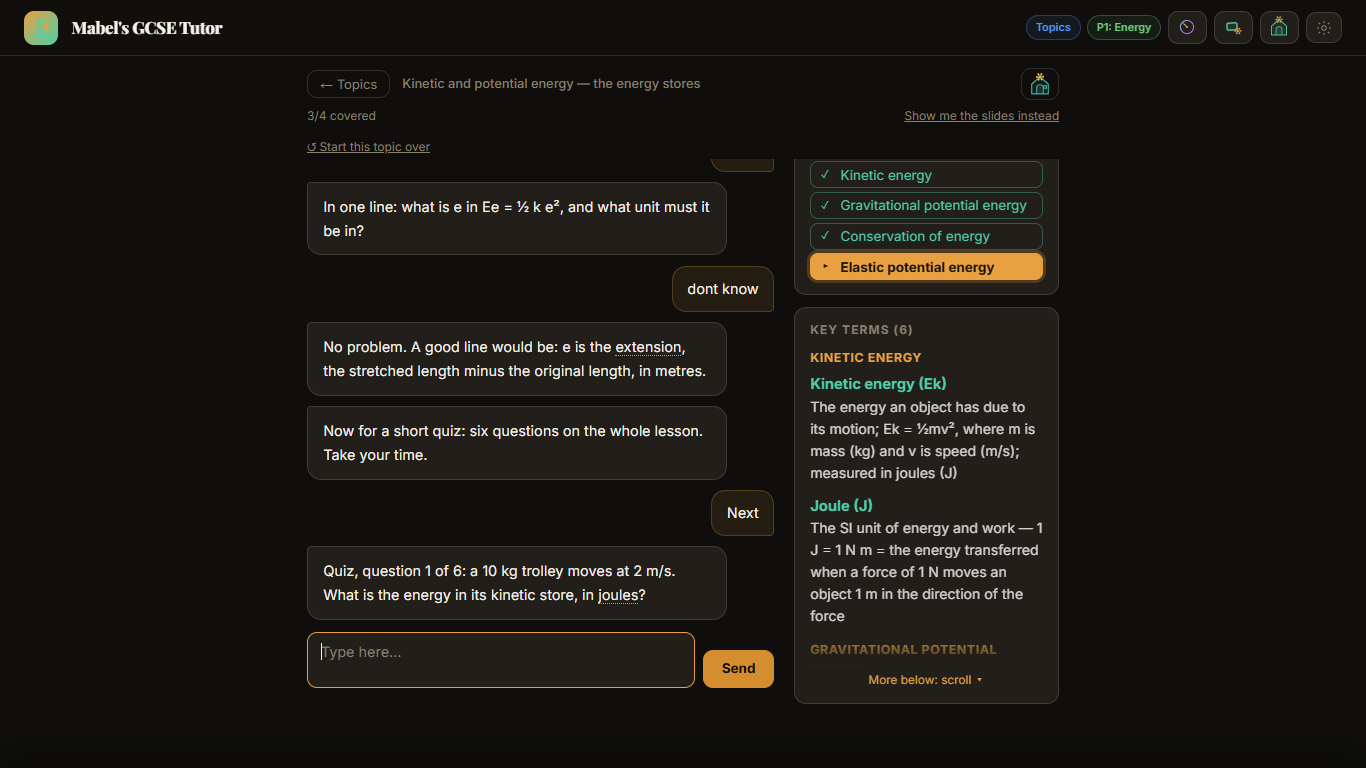 Mabel's GCSE Tutor
Topics
P1: Energy
← Topics
Kinetic and potential energy — the energy stores
3/4 covered
Show me the slides instead
↺ Start this topic over
In one line: what is e in Ee = ½ k e², and what unit must it
be in?
dont know
No problem. A good line would be: e is the extension,
the stretched length minus the original length, in metres.
Now for a short quiz: six questions on the whole lesson.
Take your time.
Next
Quiz, question 1 of 6: a 10 kg trolley moves at 2 m/s.
What is the energy in its kinetic store, in joules?
Type here...
Send
✓ Kinetic energy
✓ Gravitational potential energy
✓ Conservation of energy
‣ Elastic potential energy
KEY TERMS (6)
KINETIC ENERGY
Kinetic energy (Ek)
The energy an object has due to
its motion; Ek = ½mv², where m is
mass (kg) and v is speed (m/s);
measured in joules (J)
Joule (J)
The SI unit of energy and work — 1
J = 1 N m = the energy transferred
when a force of 1 N moves an
object 1 m in the direction of the
force
GRAVITATIONAL POTENTIAL
More below: scroll ▾